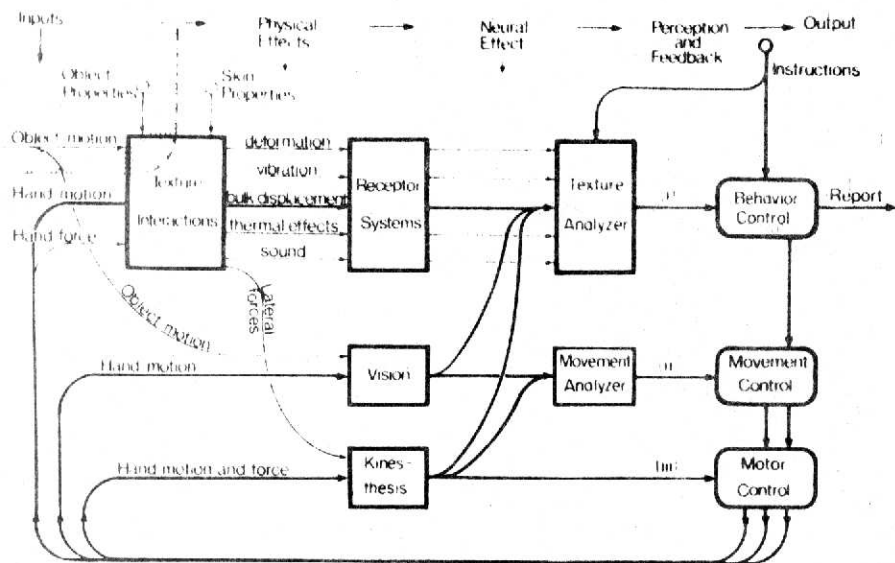 Inputs
Physical
Effects
Neural
Effect
Perception
and
Feedback
Output
Instructions
Object
Properties
Skin
Properties
Object motion
Hand motion
Hand force
Texture
Interactions
deformation
vibration
bulk displacement
thermal effects
sound
Receptor
Systems
Texture
Analyzer
Behavior
Control
Report
Object motion
Lateral
forces
Hand motion
Vision
Movement
Analyzer
Movement
Control
Hand motion and force
Kines-
thesis
Motor
Control